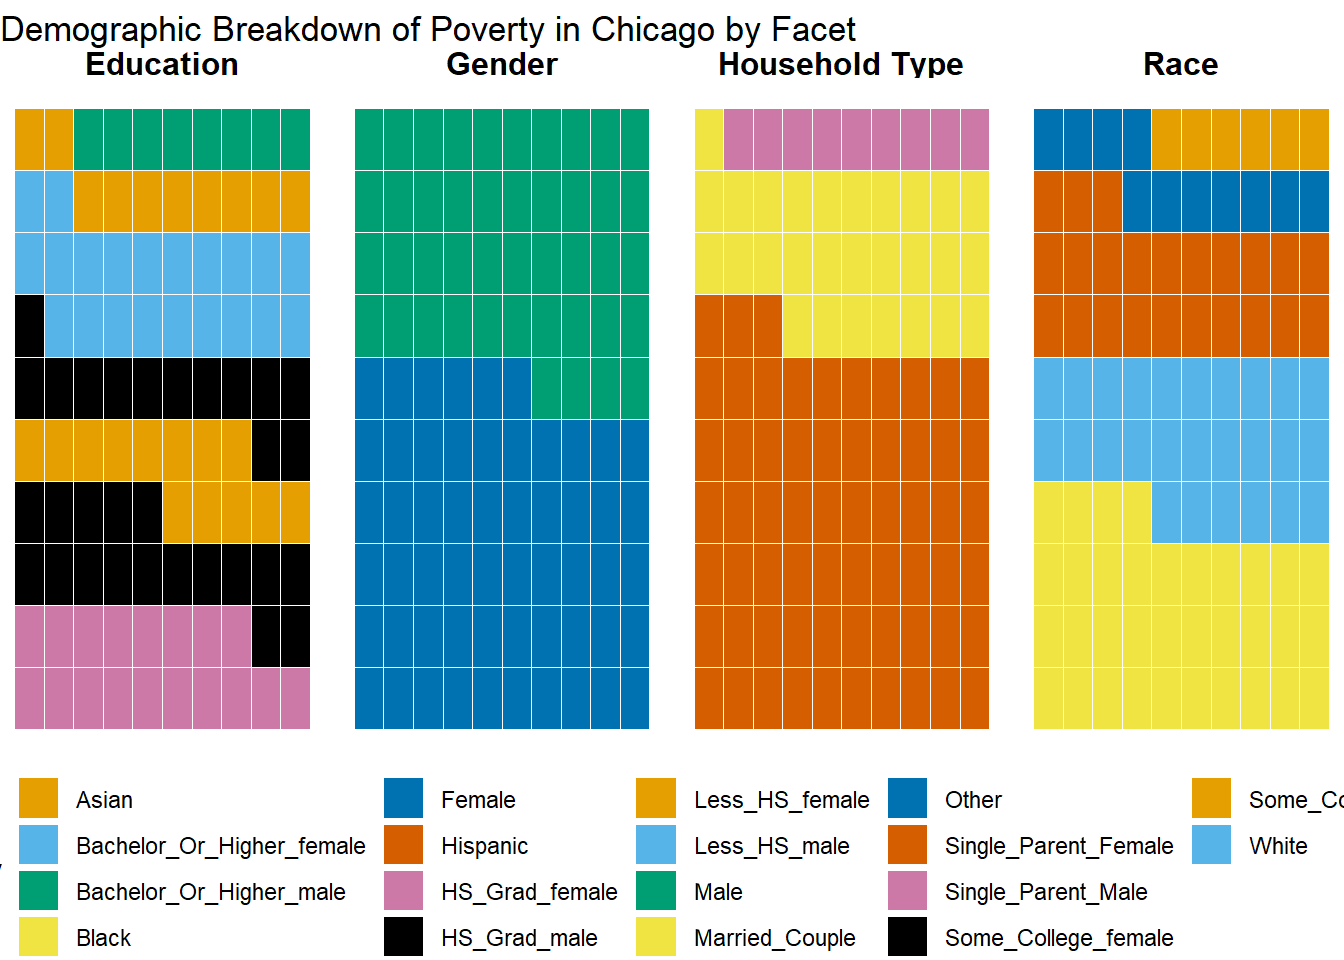 Demographic Breakdown of Poverty in Chicago by Facet
Education Gender Household Type Race
Asian Female Less_HS_female Other Some_Co
Bachelor_Or_Higher_female Hispanic Less_HS_male Single_Parent_Female White
Bachelor_Or_Higher_male HS_Grad_female Male Single_Parent_Male
Black HS_Grad_male Married_Couple Some_College_female